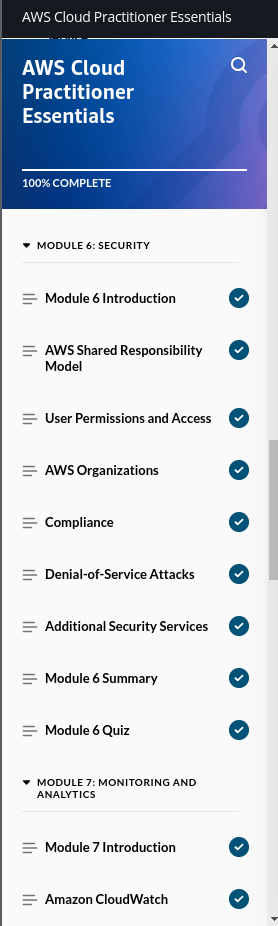 AWS Cloud Practitioner Essentials
AWS Cloud
Practitioner
Essentials
100% COMPLETE
MODULE 6: SECURITY
Module 6 Introduction
AWS Shared Responsibility
Model
User Permissions and Access
AWS Organizations
Compliance
Denial-of-Service Attacks
Additional Security Services
Module 6 Summary
Module 6 Quiz
MODULE 7: MONITORING AND
ANALYTICS
Module 7 Introduction
Amazon CloudWatch